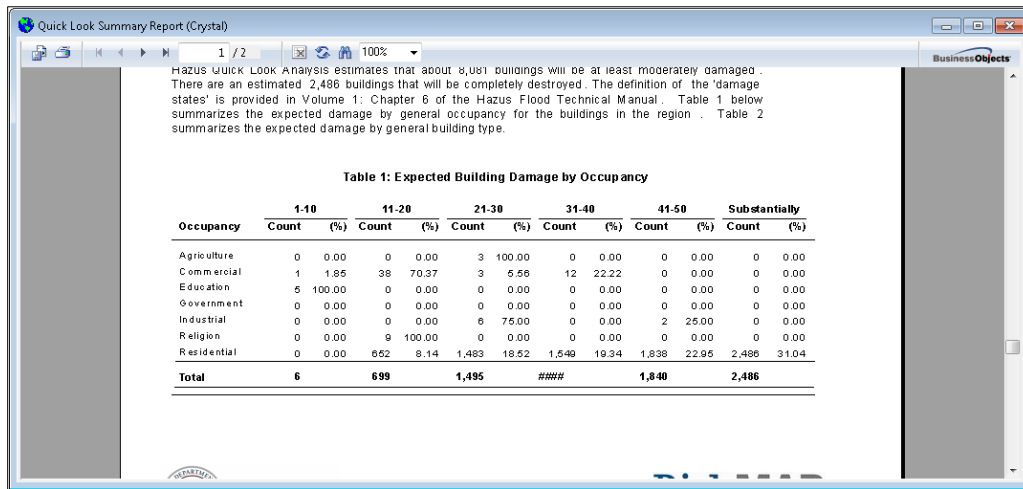 Quick Look Summary Report (Crystal)
1 / 2 100%
BusinessObjects
Hazus Quick Look Analysis estimates that about 8,081 buildings will be at least moderately damaged .
There are an estimated 2,486 buildings that will be completely destroyed . The definition of the 'damage
states' is provided in Volume 1: Chapter 6 of the Hazus Flood Technical Manual . Table 1 below
summarizes the expected damage by general occupancy for the buildings in the region . Table 2
summarizes the expected damage by general building type.
Table 1: Expected Building Damage by Occupancy
1-10 11-20 21-30 31-40 41-50 Substantially
Occupancy Count (%) Count (%) Count (%) Count (%) Count (%) Count (%)
Agriculture 0 0.00 0 0.00 3 100.00 0 0.00 0 0.00 0 0.00
Commercial 1 1.85 38 70.37 3 5.56 12 22.22 0 0.00 0 0.00
Education 5 100.00 0 0.00 0 0.00 0 0.00 0 0.00 0 0.00
Government 0 0.00 0 0.00 0 0.00 0 0.00 0 0.00 0 0.00
Industrial 0 0.00 0 0.00 6 75.00 0 0.00 2 25.00 0 0.00
Religion 0 0.00 9 100.00 0 0.00 0 0.00 0 0.00 0 0.00
Residential 0 0.00 652 8.14 1,483 18.52 1,549 19.34 1,838 22.95 2,486 31.04
Total 6 699 1,495 #### 1,840 2,486